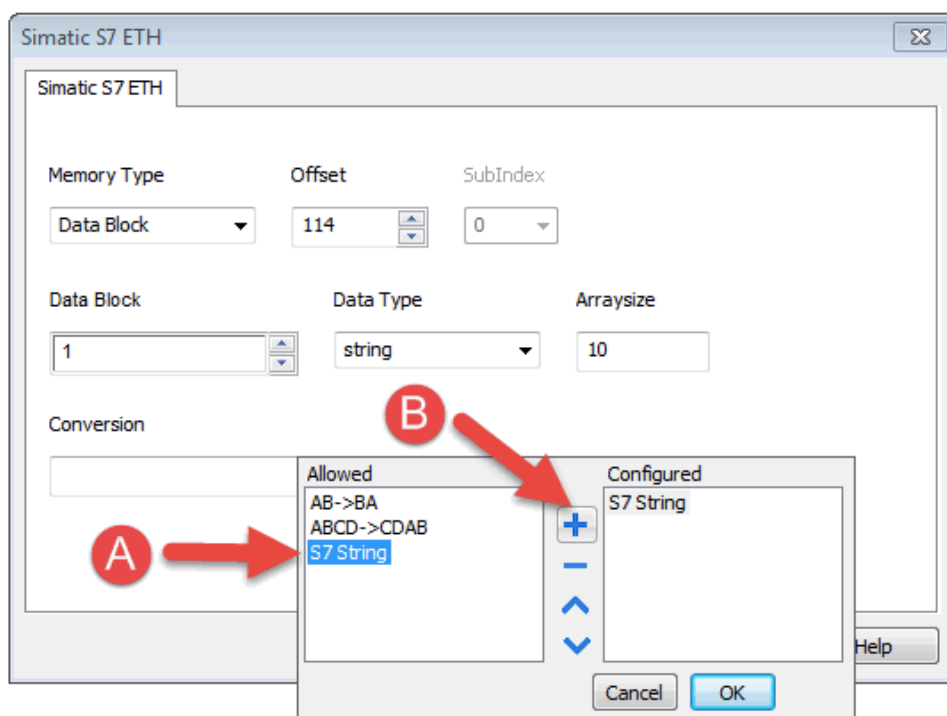 Simatic S7 ETH
Simatic S7 ETH
Memory Type Offset SubIndex
Data Block 114 0
Data Block Data Type Arraysize
1 string 10
B
Conversion
Allowed Configured
AB->BA S7 String
ABCD->CDAB
A S7 String
Help
Cancel OK